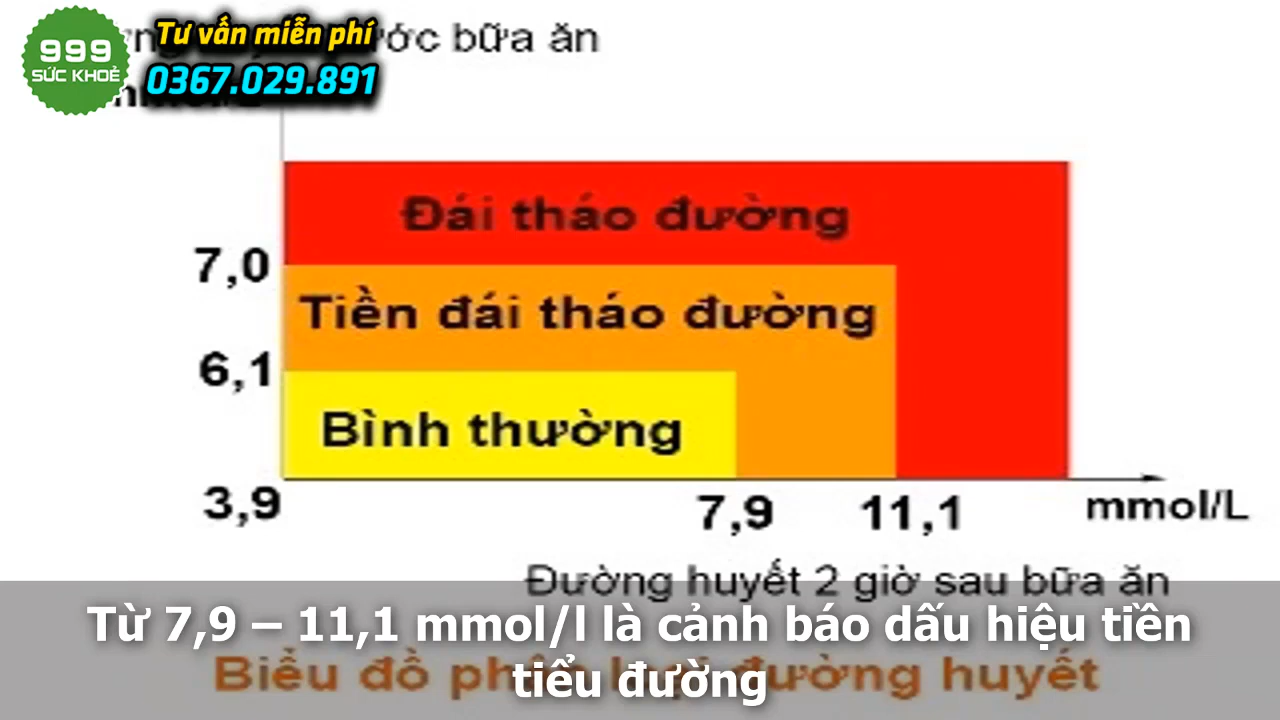 999
SỨC KHOẺ
Tư vấn miễn phí
0367.029.891
bữa ăn
Đái tháo đường
7,0
Tiền đái tháo đường
6,1
Bình thường
3,9
7,9
11,1
mmol/L
Đường huyết 2 giờ sau bữa ăn
Từ 7,9 – 11,1 mmol/l là cảnh báo dấu hiệu tiền
tiểu đường
Biểu đồ đường huyết